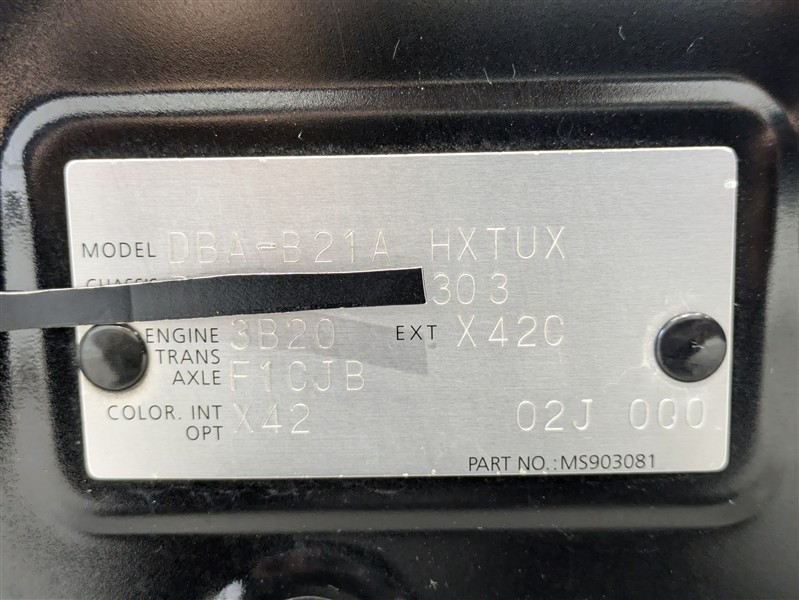 MODEL DBA-B21A HXTUX
CHASSIS 303
ENGINE 3B20 EXT X42C
TRANS
AXLE F1CJB
COLOR. INT X42 02J 000
OPT
PART NO.: MS903081